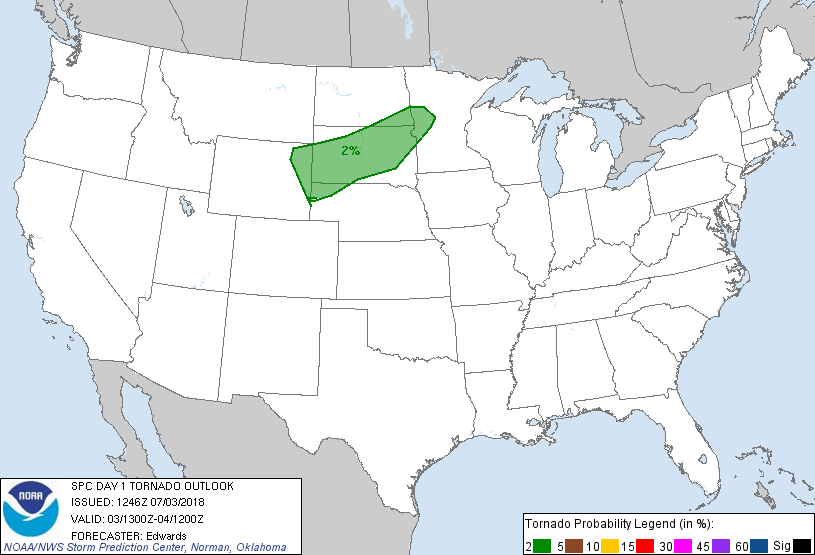 2%
NOAA
SPC DAY 1 TORNADO OUTLOOK
ISSUED: 1246Z 07/03/2018
VALID: 03/1300Z-04/1200Z
FORECASTER: Edwards
NOAA/NWS Storm Prediction Center, Norman, Oklahoma
Tornado Probability Legend (in %):
2 5 10 15 30 45 60 Sig